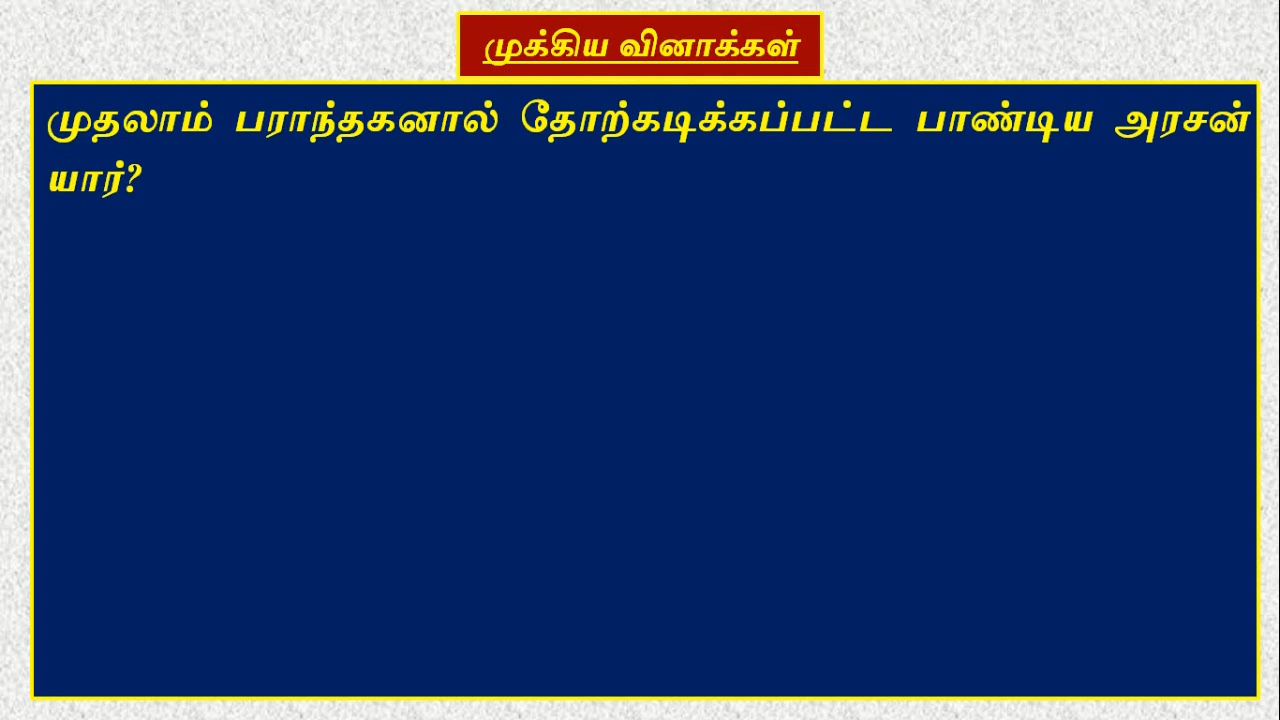 முக்கிய வினாக்கள்
முதலாம் பராந்தகனால் தோற்கடிக்கப்பட்ட பாண்டிய அரசன்
யார்?